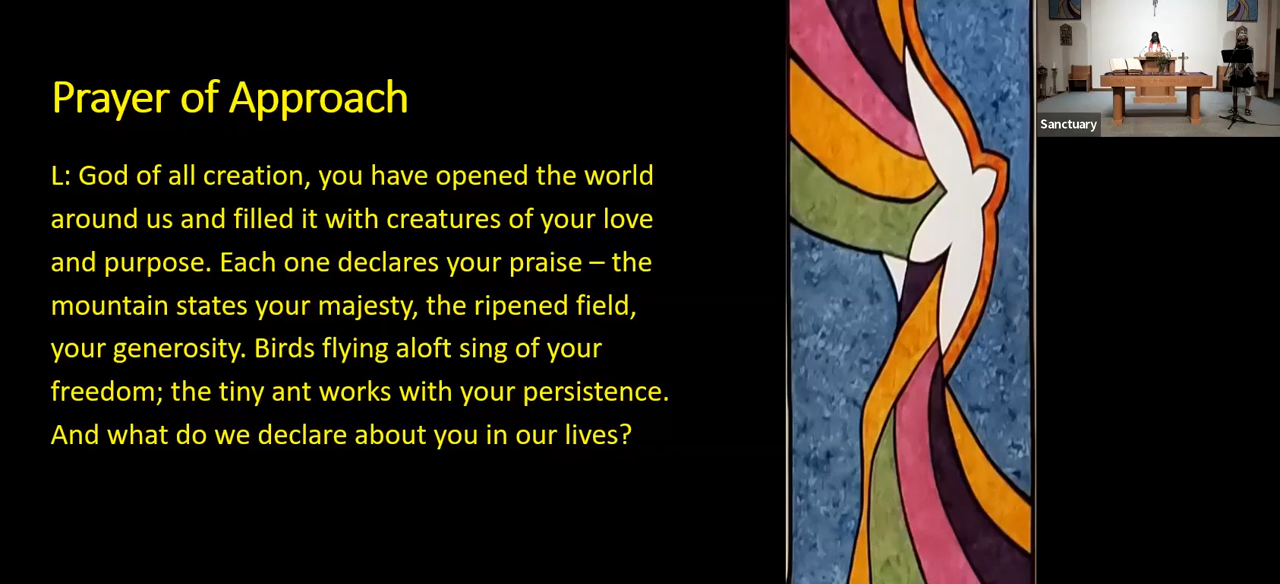 Prayer of Approach
L: God of all creation, you have opened the world
around us and filled it with creatures of your love
and purpose. Each one declares your praise – the
mountain states your majesty, the ripened field,
your generosity. Birds flying aloft sing of your
freedom; the tiny ant works with your persistence.
And what do we declare about you in our lives?
Sanctuary